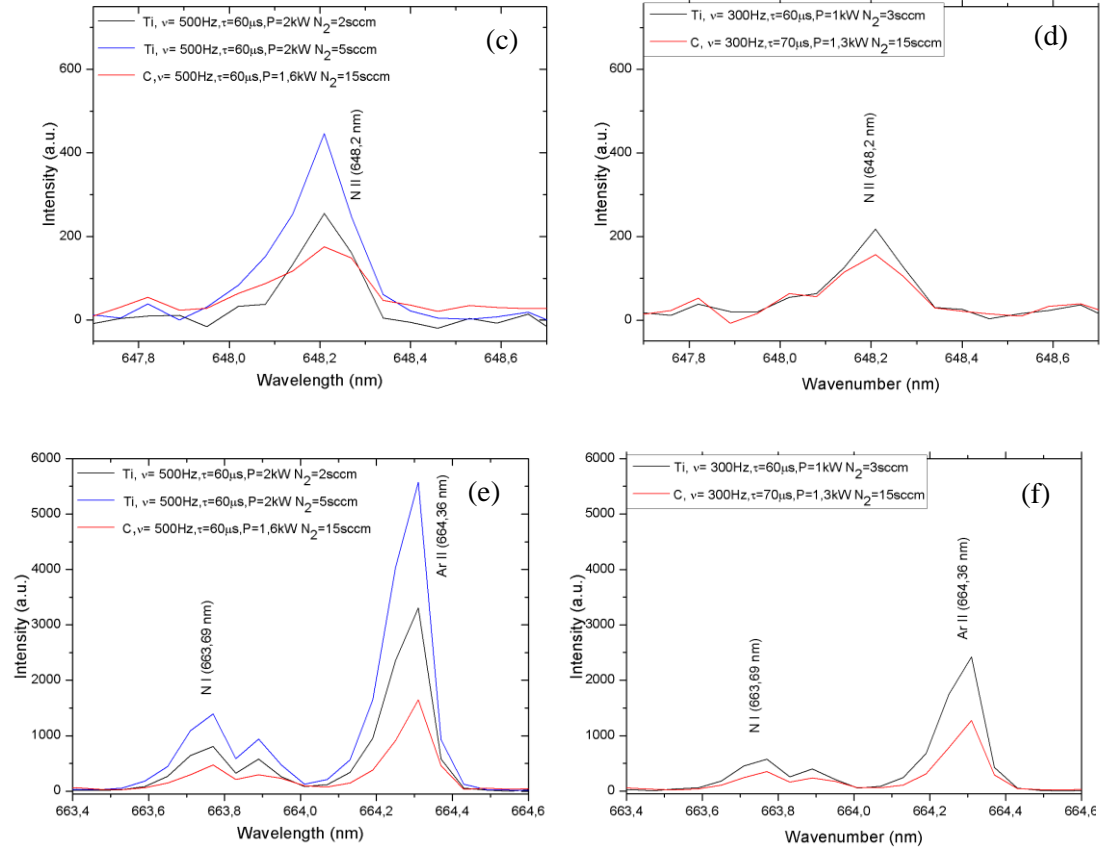 Ti, ν= 500Hz,τ=60μs,P=2kW N₂=2sccm
Ti, ν= 500Hz,τ=60μs,P=2kW N₂=5sccm
C,ν= 500Hz,τ=60μs,P=1,6kW N₂=15sccm
(c)
600
400
200
0
Intensity (a.u.)
N II (648,2 nm)
647,8
648,0
648,2
648,4
648,6
Wavelength (nm)
Ti, ν= 300Hz,τ=60μs,P=1kW N₂=3sccm
C, ν= 300Hz,τ=70μs,P=1,3kW N₂=15sccm
(d)
600
400
200
0
Intensity (a.u.)
N II (648,2 nm)
647,8
648,0
648,2
648,4
648,6
Wavenumber (nm)
Ti, ν= 500Hz,τ=60μs,P=2kW N₂=2sccm
Ti, ν= 500Hz,τ=60μs,P=2kW N₂=5sccm
C,ν= 500Hz,τ=60μs,P=1,6kW N₂=15sccm
(e)
6000
5000
4000
3000
2000
1000
0
Intensity (a.u.)
N I (663,69 nm)
Ar II (664,36 nm)
663,4
663,6
663,8
664,0
664,2
664,4
664,6
Wavelength (nm)
Ti, ν= 300Hz,τ=60μs,P=1kW N₂=3sccm
C, ν= 300Hz,τ=70μs,P=1,3kW N₂=15sccm
(f)
6000
5000
4000
3000
2000
1000
0
Intensity (a.u.)
N I (663,69 nm)
Ar II (664,36 nm)
663,4
663,6
663,8
664,0
664,2
664,4
664,6
Wavenumber (nm)